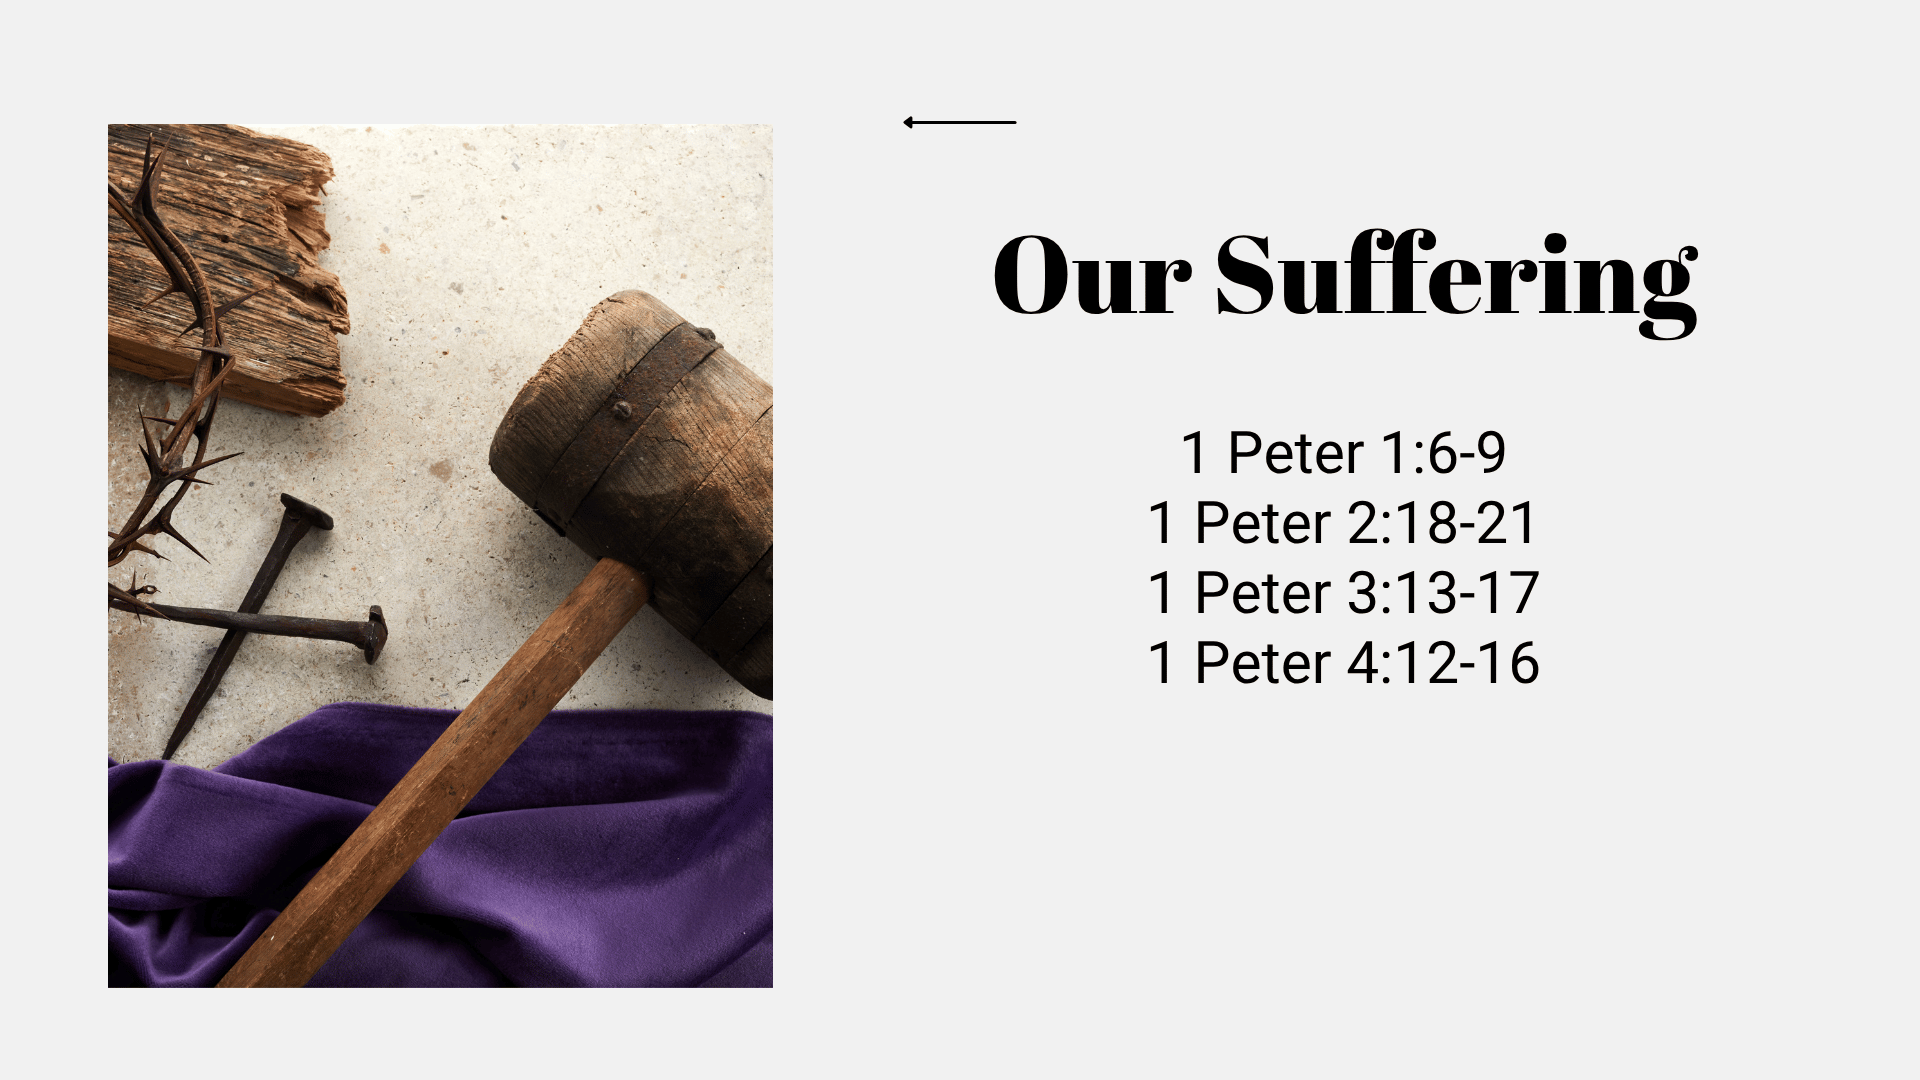 Our Suffering
1 Peter 1:6-9
1 Peter 2:18-21
1 Peter 3:13-17
1 Peter 4:12-16